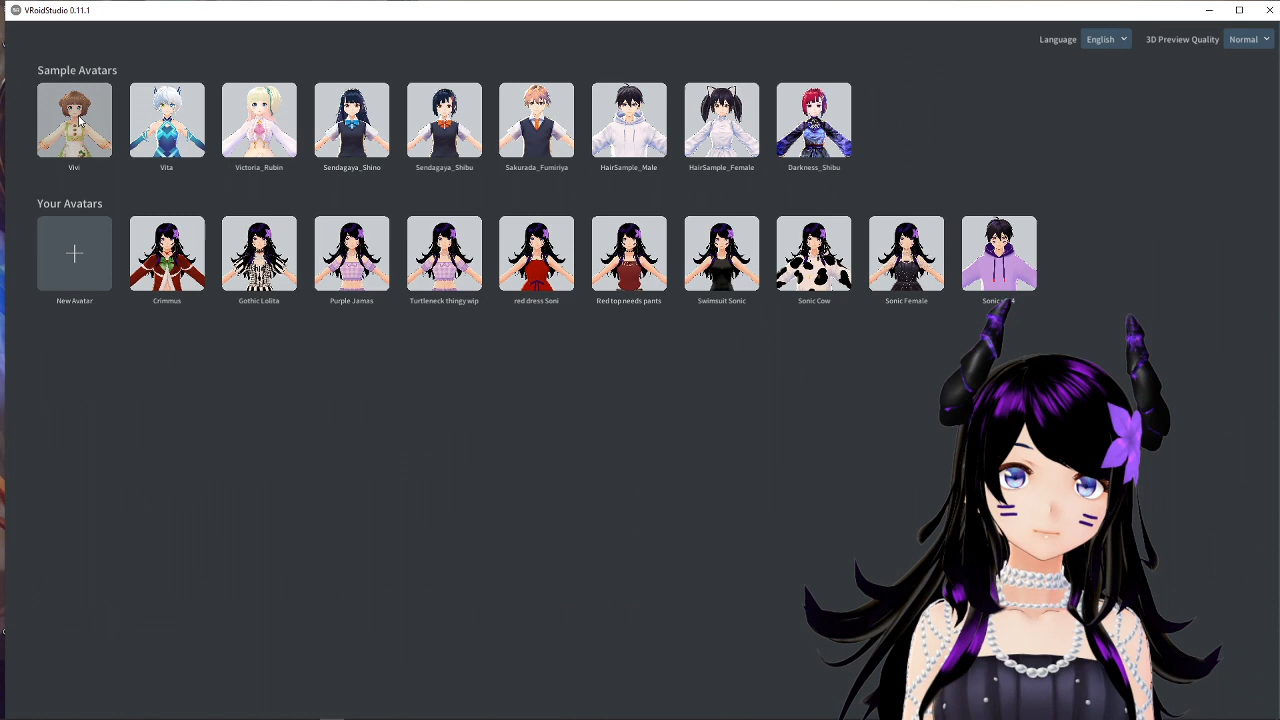 VRoidStudio 0.11.1
Language English 3D Preview Quality Normal
Sample Avatars
Vivi Vita Victoria_Rubin Sendagaya_Shino Sendagaya_Shibu Sakurada_Fumiriya HairSample_Male HairSample_Female Darkness_Shibu
Your Avatars
New Avatar Crimmus Gothic Lolita Purple Jamas Turtleneck thingy wip red dress Soni Red top needs pants Swimsuit Sonic Sonic Cow Sonic Female